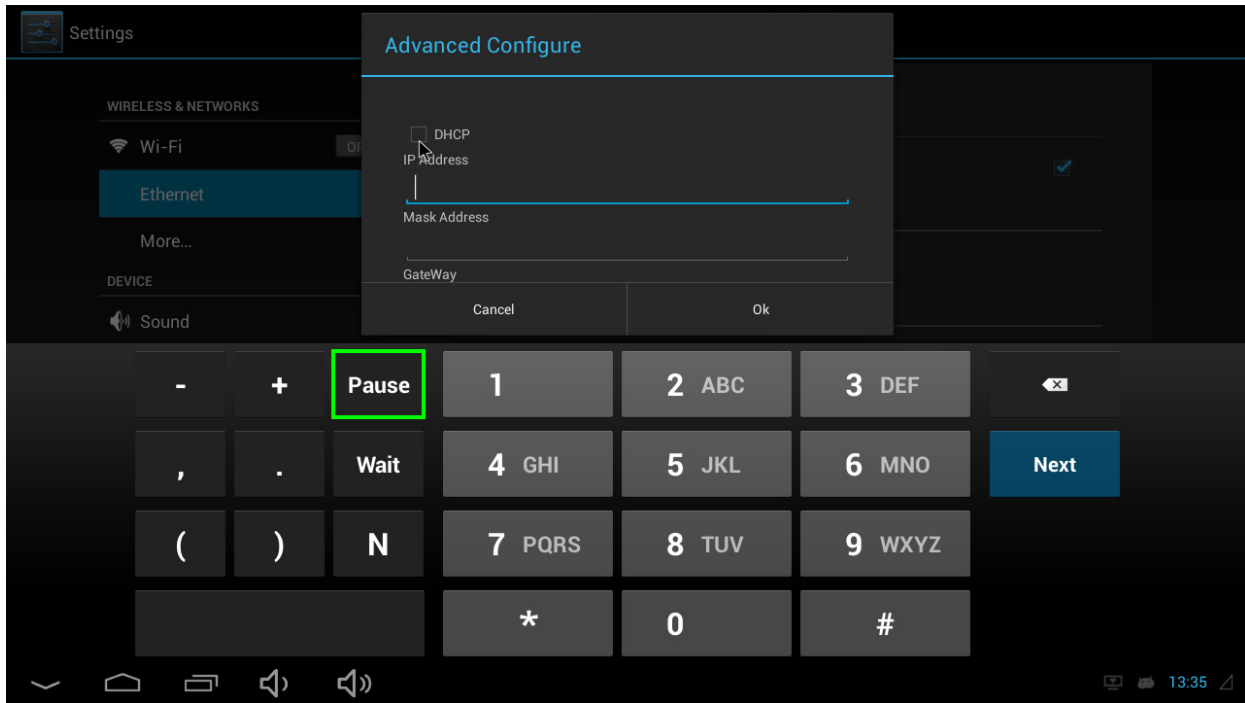 Settings
Advanced Configure
WIRELESS & NETWORKS
Wi-Fi
DHCP
IP Address
Ethernet
Mask Address
More...
DEVICE
GateWay
Sound
Cancel
Ok
- + Pause 1 2 ABC 3 DEF
, . Wait 4 GHI 5 JKL 6 MNO Next
( ) N 7 PQRS 8 TUV 9 WXYZ
* 0 #
13:35